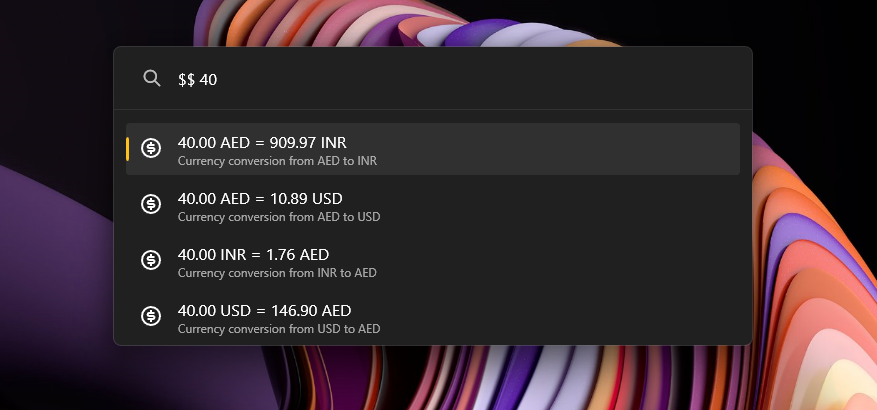 $$ 40
40.00 AED = 909.97 INR
Currency conversion from AED to INR
40.00 AED = 10.89 USD
Currency conversion from AED to USD
40.00 INR = 1.76 AED
Currency conversion from INR to AED
40.00 USD = 146.90 AED
Currency conversion from USD to AED